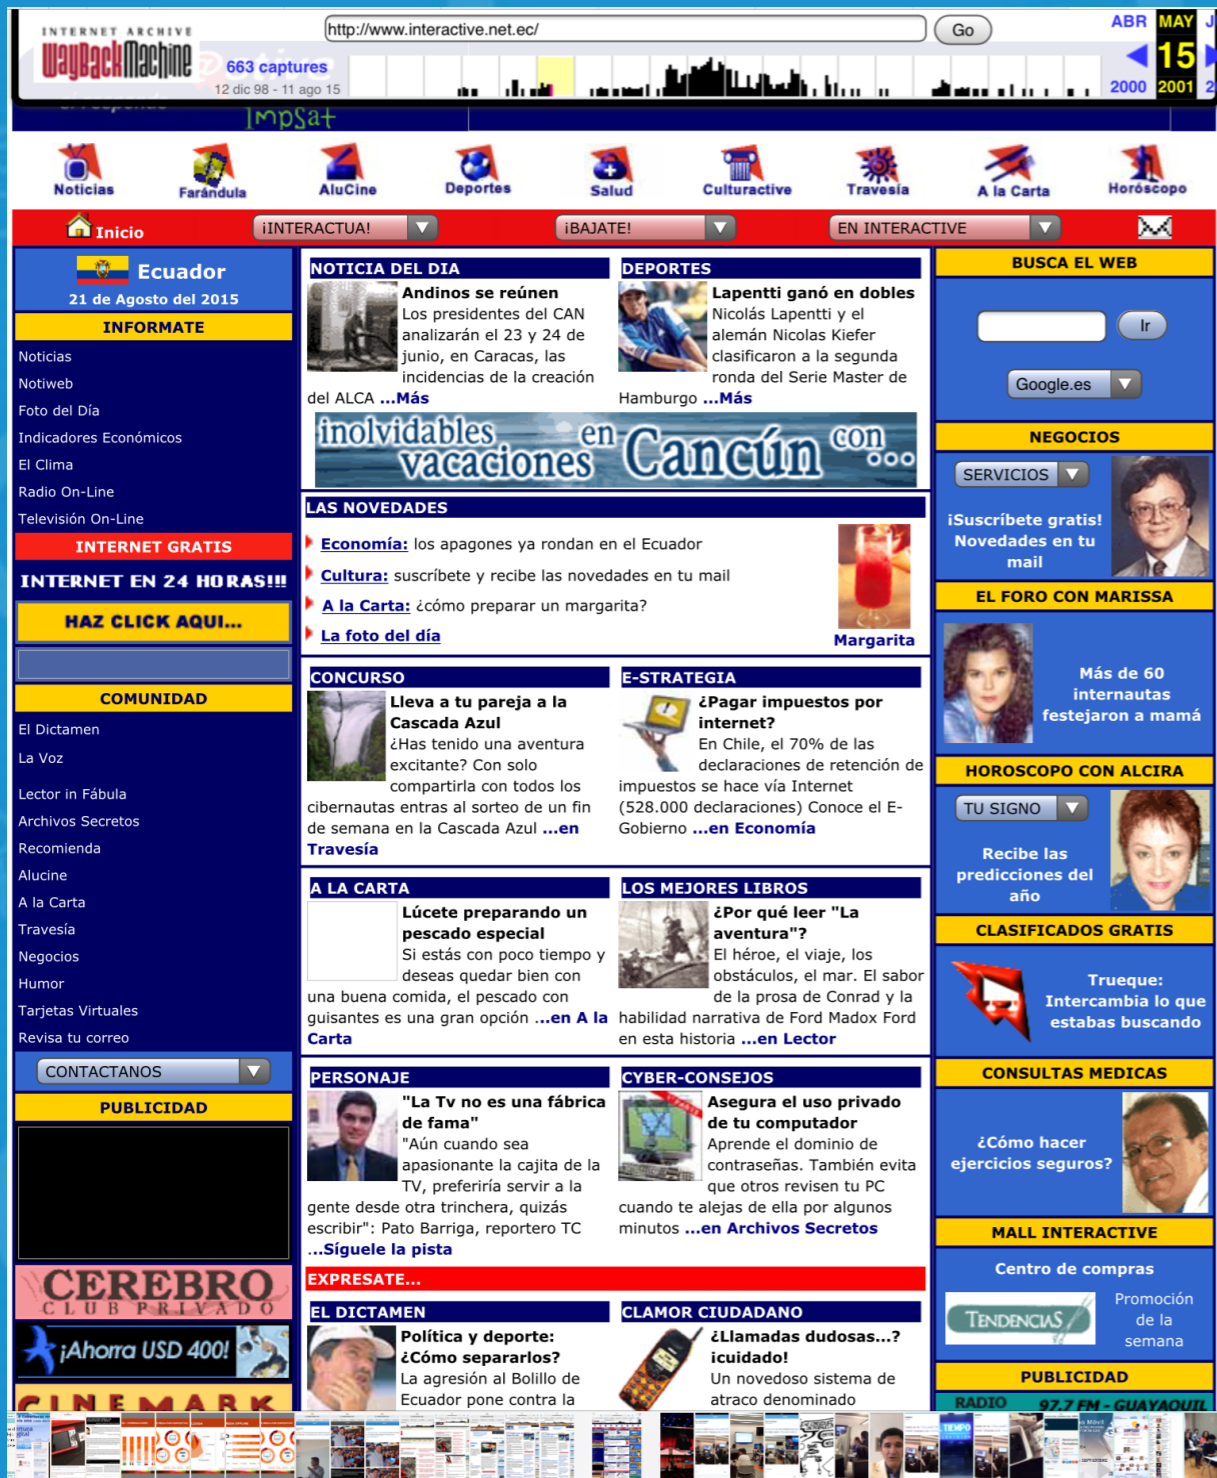 INTERNET ARCHIVE
WayBackMachine
http://www.interactive.net.ec/
Go
663 captures
12 dic 98 - 11 ago 15
ABR MAY
15
2000 2001
ImpSat
Noticias
Farándula
AluCine
Deportes
Salud
Culturactive
Travesía
A la Carta
Horóscopo
Inicio
¡INTERACTUA!
¡BAJATE!
EN INTERACTIVE
Ecuador
21 de Agosto del 2015
INFORMATE
Noticias
Notiweb
Foto del Día
Indicadores Económicos
El Clima
Radio On-Line
Televisión On-Line
INTERNET GRATIS
INTERNET EN 24 HORAS!!!
HAZ CLICK AQUI...
COMUNIDAD
El Dictamen
La Voz
Lector in Fábula
Archivos Secretos
Recomienda
Alucine
A la Carta
Travesía
Negocios
Humor
Tarjetas Virtuales
Revisa tu correo
CONTACTANOS
PUBLICIDAD
CEREBRO
CLUB PRIVADO
¡Ahorra USD 400!
CINEMARK
NOTICIA DEL DIA
Andinos se reúnen
Los presidentes del CAN
analizarán el 23 y 24 de
junio, en Caracas, las
incidencias de la creación
del ALCA ...Más
DEPORTES
Lapentti ganó en dobles
Nicolás Lapentti y el
alemán Nicolas Kiefer
clasificaron a la segunda
ronda del Serie Master de
Hamburgo ...Más
inolvidables en Cancún con...
vacaciones
LAS NOVEDADES
Economía: los apagones ya rondan en el Ecuador
Cultura: suscríbete y recibe las novedades en tu mail
A la Carta: ¿cómo preparar un margarita?
La foto del día
Margarita
CONCURSO
Lleva a tu pareja a la
Cascada Azul
¿Has tenido una aventura
excitante? Con solo
compartirla con todos los
cibernautas entras al sorteo de un fin
de semana en la Cascada Azul ...en
Travesía
E-STRATEGIA
¿Pagar impuestos por
internet?
En Chile, el 70% de las
declaraciones de retención de
impuestos se hace vía Internet
(528.000 declaraciones) Conoce el E-
Gobierno ...en Economía
A LA CARTA
Lúcete preparando un
pescado especial
Si estás con poco tiempo y
deseas quedar bien con
una buena comida, el pescado con
guisantes es una gran opción ...en A la
Carta
LOS MEJORES LIBROS
¿Por qué leer "La
aventura"?
El héroe, el viaje, los
obstáculos, el mar. El sabor
de la prosa de Conrad y la
habilidad narrativa de Ford Madox Ford
en esta historia ...en Lector
PERSONAJE
"La Tv no es una fábrica
de fama"
"Aún cuando sea
apasionante la cajita de la
TV, preferiría servir a la
gente desde otra trinchera, quizás
escribir": Pato Barriga, reportero TC
...Síguele la pista
CYBER-CONSEJOS
Asegura el uso privado
de tu computador
Aprende el dominio de
contraseñas. También evita
que otros revisen tu PC
cuando te alejas de ella por algunos
minutos ...en Archivos Secretos
EXPRESATE...
EL DICTAMEN
Política y deporte:
¿Cómo separarlos?
La agresión al Bolillo de
Ecuador pone contra la
CLAMOR CIUDADANO
¿Llamadas dudosas...?
¡cuidado!
Un novedoso sistema de
atraco denominado
BUSCA EL WEB
Ir
Google.es
NEGOCIOS
SERVICIOS
¡Suscríbete gratis!
Novedades en tu
mail
EL FORO CON MARISSA
Más de 60
internautas
festejaron a mamá
HOROSCOPO CON ALCIRA
TU SIGNO
Recibe las
predicciones del
año
CLASIFICADOS GRATIS
Trueque:
Intercambia lo que
estabas buscando
CONSULTAS MEDICAS
¿Cómo hacer
ejercicios seguros?
MALL INTERACTIVE
Centro de compras
TENDENCIAS
Promoción
de la
semana
PUBLICIDAD
RADIO 97.7 FM - GUAYAQUIL
TIEMPO